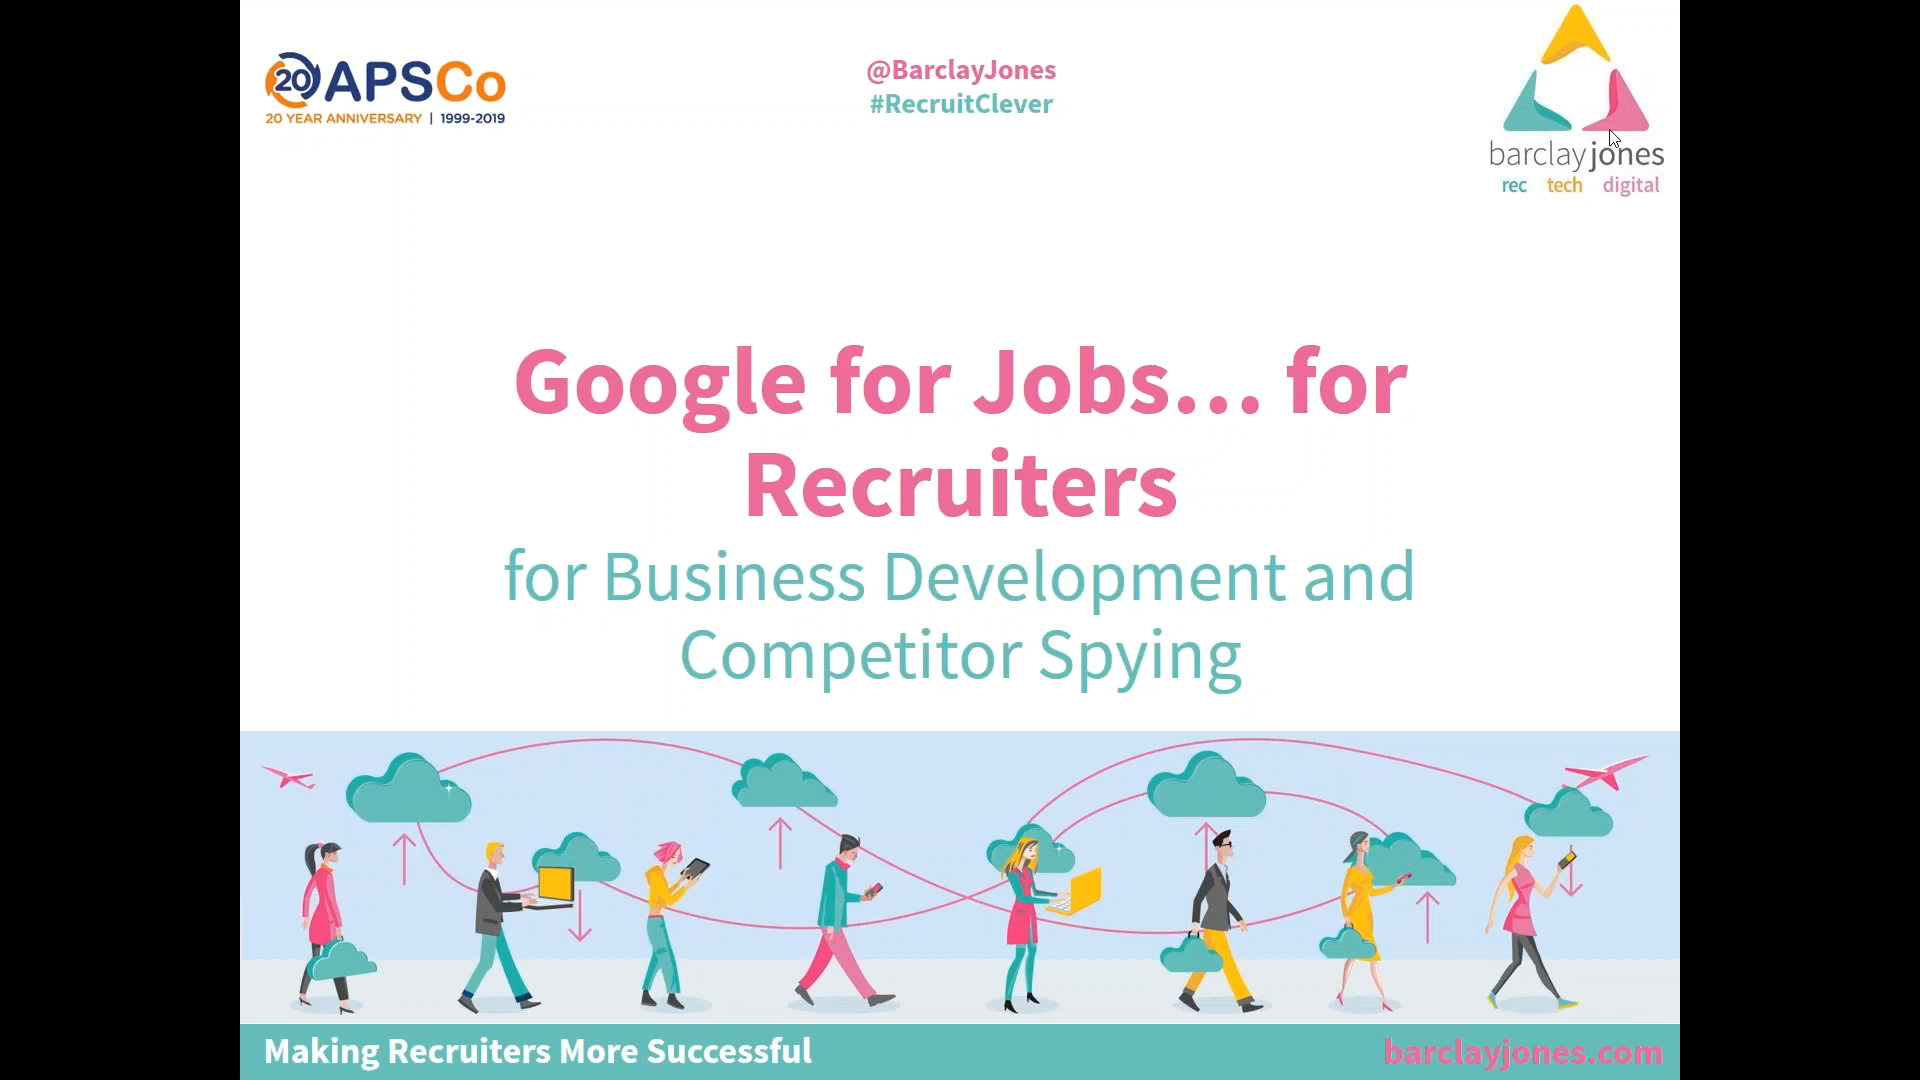 20 APSCo
20 YEAR ANNIVERSARY | 1999-2019
@BarclayJones
#RecruitClever
barclayjones
rec tech digital
Google for Jobs... for
Recruiters
for Business Development and
Competitor Spying
Making Recruiters More Successful
barclayjones.com